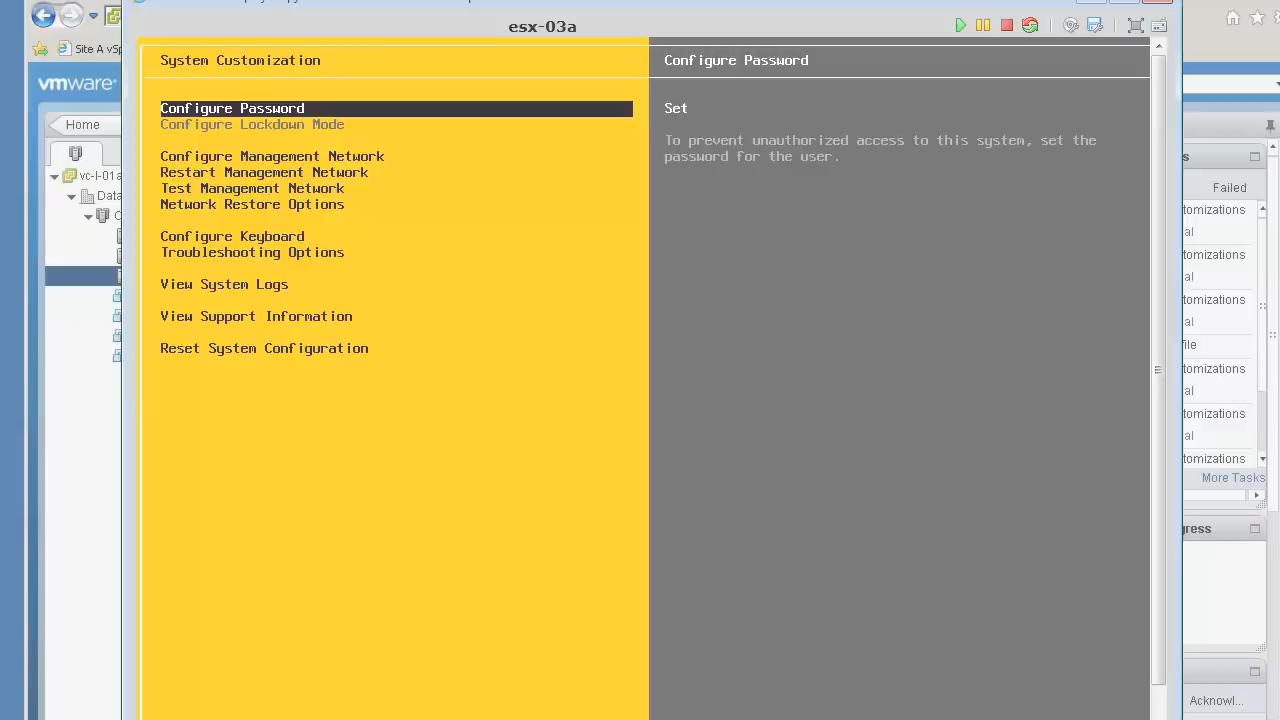 esx-03a
Site A vSp
vmware
Home
vc-l-01a
Data
C
System Customization
Configure Password
Configure Lockdown Mode
Configure Management Network
Restart Management Network
Test Management Network
Network Restore Options
Configure Keyboard
Troubleshooting Options
View System Logs
View Support Information
Reset System Configuration
Configure Password
Set
To prevent unauthorized access to this system, set the
password for the user.
s
Failed
tomizations
al
tomizations
al
tomizations
al
file
tomizations
al
tomizations
al
tomizations
More Tasks
gress
Acknowl...